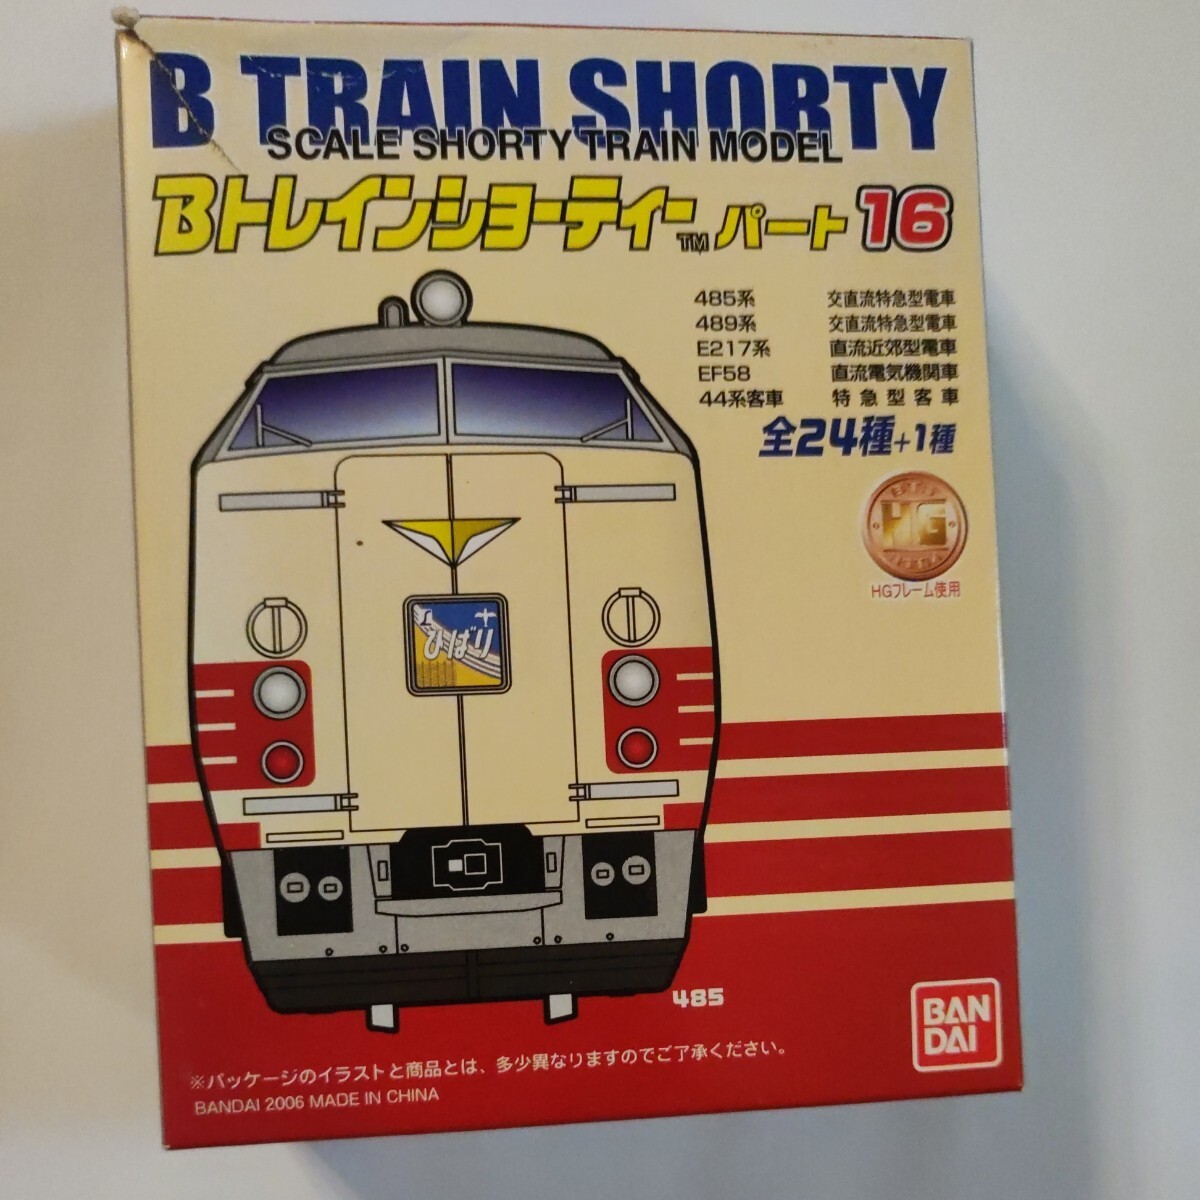 B TRAIN SHORTY
SCALE SHORTY TRAIN MODEL
Bトレインショーティー™ パート 16
485系 交直流特急型電車
489系 交直流特急型電車
E217系 直流近郊型電車
EF58 直流電気機関車
44系客車 特急型客車
全24種+1種
HG
HGフレーム使用
ひばり
485
BAN
DAI
※パッケージのイラストと商品とは、多少異なりますのでご了承ください。
BANDAI 2006 MADE IN CHINA